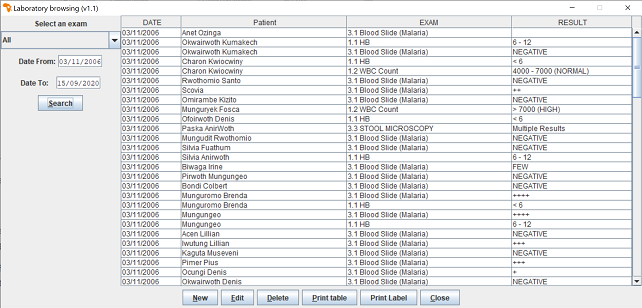 Laboratory browsing (v1.1)
Select an exam
All
Date From: 03/11/2006
Date To: 15/09/2020
Search
DATE Patient EXAM RESULT
03/11/2006 Anet Ozinga 3.1 Blood Slide (Malaria)
03/11/2006 Okwairwoth Kumakech 1.1 HB 6 - 12
03/11/2006 Okwairwoth Kumakech 3.1 Blood Slide (Malaria) NEGATIVE
03/11/2006 Charon Kwiocwiny 1.1 HB < 6
03/11/2006 Charon Kwiocwiny 1.2 WBC Count 4000 - 7000 (NORMAL)
03/11/2006 Rwothomio Santo 3.1 Blood Slide (Malaria) NEGATIVE
03/11/2006 Scovia 3.1 Blood Slide (Malaria) ++
03/11/2006 Omirambe Kizito 3.1 Blood Slide (Malaria) NEGATIVE
03/11/2006 Munguryek Fosca 1.2 WBC Count > 7000 (HIGH)
03/11/2006 Ofoirwoth Denis 1.1 HB < 6
03/11/2006 Paska AnirWoth 3.3 STOOL MICROSCOPY Multiple Results
03/11/2006 Mungudit Rwothomio 3.1 Blood Slide (Malaria) NEGATIVE
03/11/2006 Silvia Fuathum 3.1 Blood Slide (Malaria) NEGATIVE
03/11/2006 Silvia Anirwoth 1.1 HB 6 - 12
03/11/2006 Biwaga Irine 3.1 Blood Slide (Malaria) FEW
03/11/2006 Pirwoth Mungungeo 3.1 Blood Slide (Malaria) NEGATIVE
03/11/2006 Bondi Colbert 3.1 Blood Slide (Malaria) NEGATIVE
03/11/2006 Munguromo Brenda 3.1 Blood Slide (Malaria) ++++
03/11/2006 Munguromo Brenda 1.1 HB < 6
03/11/2006 Mungungeo 3.1 Blood Slide (Malaria) ++++
03/11/2006 Mungungeo 1.1 HB 6 - 12
03/11/2006 Acen Lillian 3.1 Blood Slide (Malaria) NEGATIVE
03/11/2006 Iwutung Lillian 3.1 Blood Slide (Malaria) +++
03/11/2006 Kaguta Museveni 3.1 Blood Slide (Malaria) NEGATIVE
03/11/2006 Pimer Pius 3.1 Blood Slide (Malaria) +++
03/11/2006 Ocungi Denis 3.1 Blood Slide (Malaria) +
03/11/2006 Okwairwoth Denis 3.1 Blood Slide (Malaria) NEGATIVE
New Edit Delete Print table Print Label Close